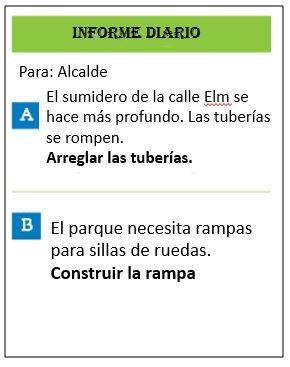 INFORME DIARIO
Para: Alcalde
A
El sumidero de la calle Elm se
hace más profundo. Las tuberías
se rompen.
Arreglar las tuberías.
B
El parque necesita rampas
para sillas de ruedas.
Construir la rampa